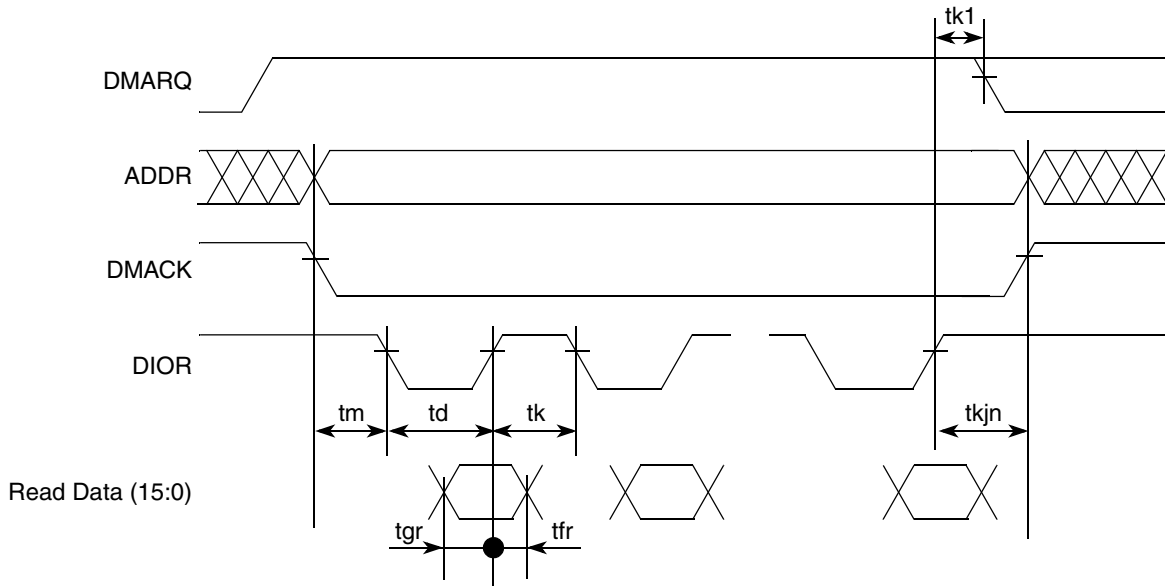 tk1
DMARQ
ADDR
DMACK
DIOR
tm td tk tkjn
Read Data (15:0)
tgr tfr